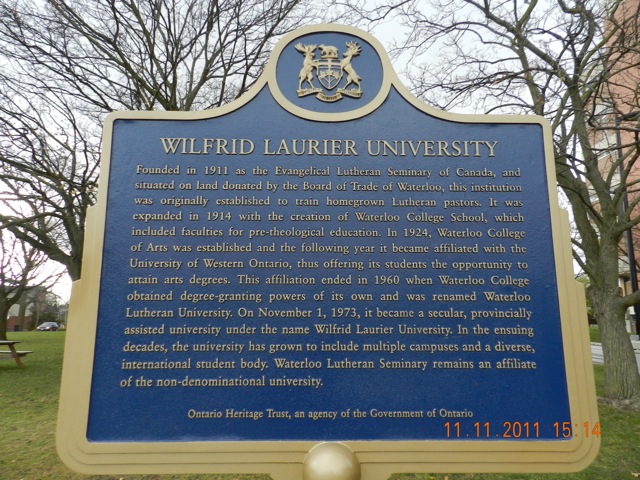 WILFRID LAURIER UNIVERSITY
Founded in 1911 as the Evangelical Lutheran Seminary of Canada, and
situated on land donated by the Board of Trade of Waterloo, this institution
was originally established to train homegrown Lutheran pastors. It was
expanded in 1914 with the creation of Waterloo College School, which
included faculties for pre-theological education. In 1924, Waterloo College
of Arts was established and the following year it became affiliated with the
University of Western Ontario, thus offering its students the opportunity to
attain arts degrees. This affiliation ended in 1960 when Waterloo College
obtained degree-granting powers of its own and was renamed Waterloo
Lutheran University. On November 1, 1973, it became a secular, provincially
assisted university under the name Wilfrid Laurier University. In the ensuing
decades, the university has grown to include multiple campuses and a diverse,
international student body. Waterloo Lutheran Seminary remains an affiliate
of the non-denominational university.
Ontario Heritage Trust, an agency of the Government of Ontario
11.11.2011 15:14